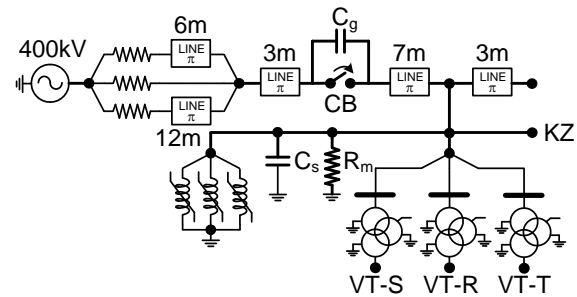 400kV
6m
LINE
π
12m
LINE
π
3m
LINE
π
Cg
CB
7m
LINE
π
3m
LINE
π
KZ
Cs
Rm
VT-S
VT-R
VT-T